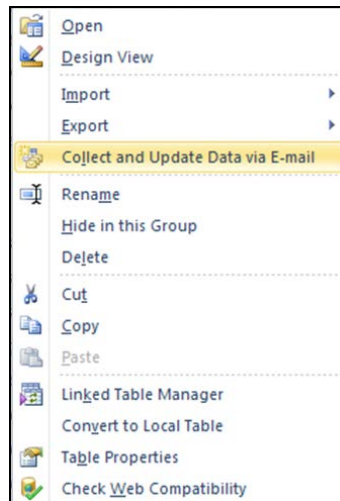 Open
Design View
Import
Export
Collect and Update Data via E-mail
Rename
Hide in this Group
Delete
Cut
Copy
Paste
Linked Table Manager
Convert to Local Table
Table Properties
Check Web Compatibility